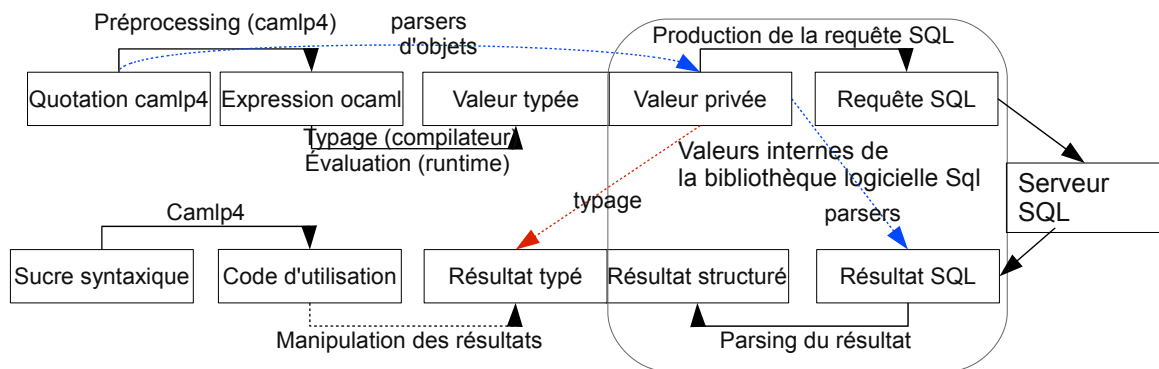 Préprocessing (camlp4)
parsers
d'objets
Production de la requête SQL
Quotation camlp4
Expression ocaml
Valeur typée
Valeur privée
Requête SQL
Typage (compilateur)
Évaluation (runtime)
Valeurs internes de
la bibliothèque logicielle Sql
Serveur
SQL
typage
parsers
Camlp4
Sucre syntaxique
Code d'utilisation
Résultat typé
Résultat structuré
Résultat SQL
Manipulation des résultats
Parsing du résultat